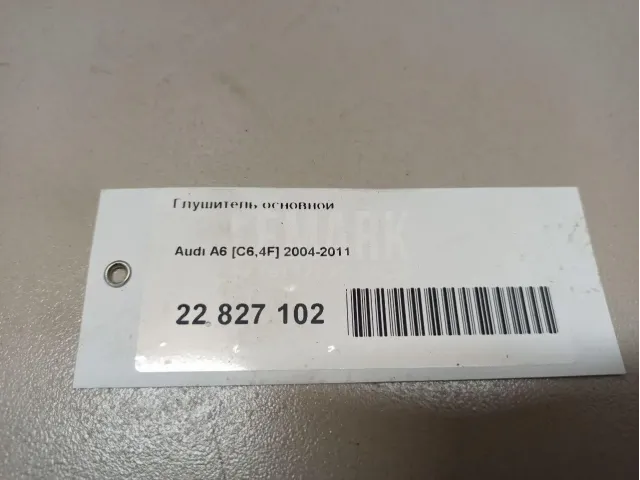 Глушитель основной
Audi A6 [C6,4F] 2004-2011
22 827 102